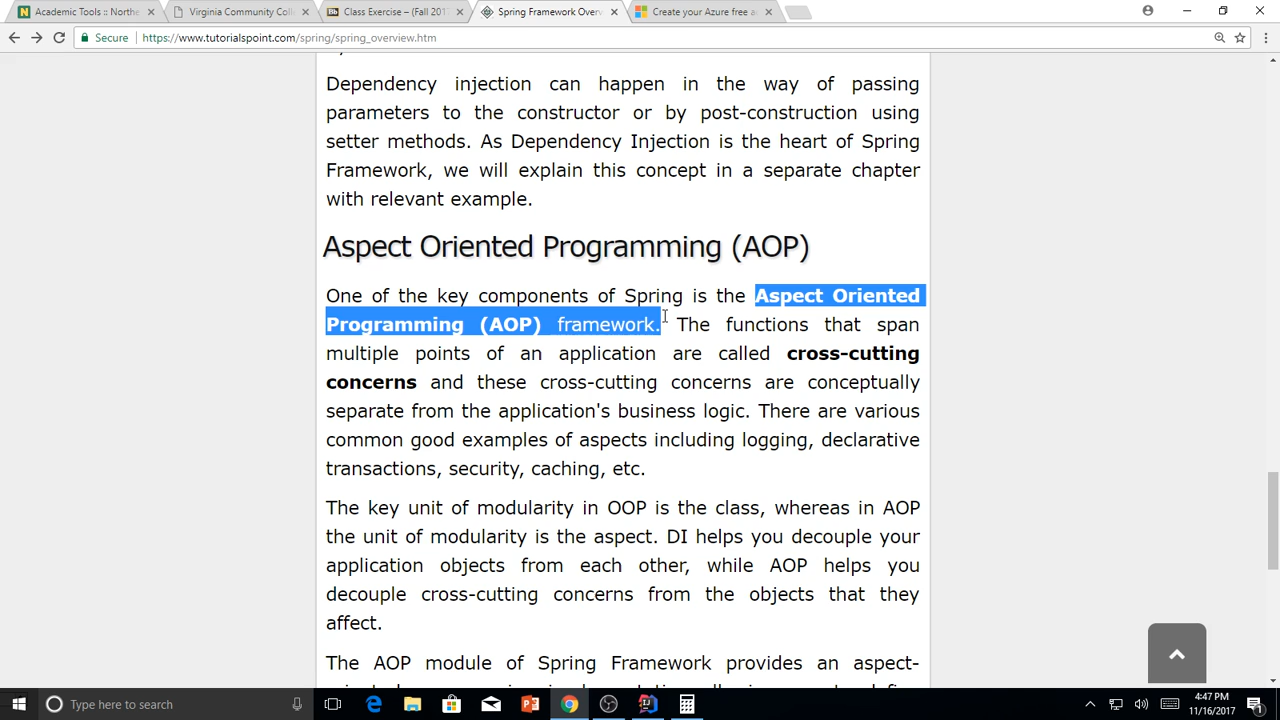 Academic Tools :: Northe
Virginia Community Coll
Class Exercise – (Fall 201
Spring Framework Over
Create your Azure free a
Secure
https://www.tutorialspoint.com/spring/spring_overview.htm
Dependency injection can happen in the way of passing
parameters to the constructor or by post-construction using
setter methods. As Dependency Injection is the heart of Spring
Framework, we will explain this concept in a separate chapter
with relevant example.
Aspect Oriented Programming (AOP)
One of the key components of Spring is the Aspect Oriented
Programming (AOP) framework. The functions that span
multiple points of an application are called cross-cutting
concerns and these cross-cutting concerns are conceptually
separate from the application's business logic. There are various
common good examples of aspects including logging, declarative
transactions, security, caching, etc.
The key unit of modularity in OOP is the class, whereas in AOP
the unit of modularity is the aspect. DI helps you decouple your
application objects from each other, while AOP helps you
decouple cross-cutting concerns from the objects that they
affect.
The AOP module of Spring Framework provides an aspect-
Type here to search
4:47 PM
11/16/2017